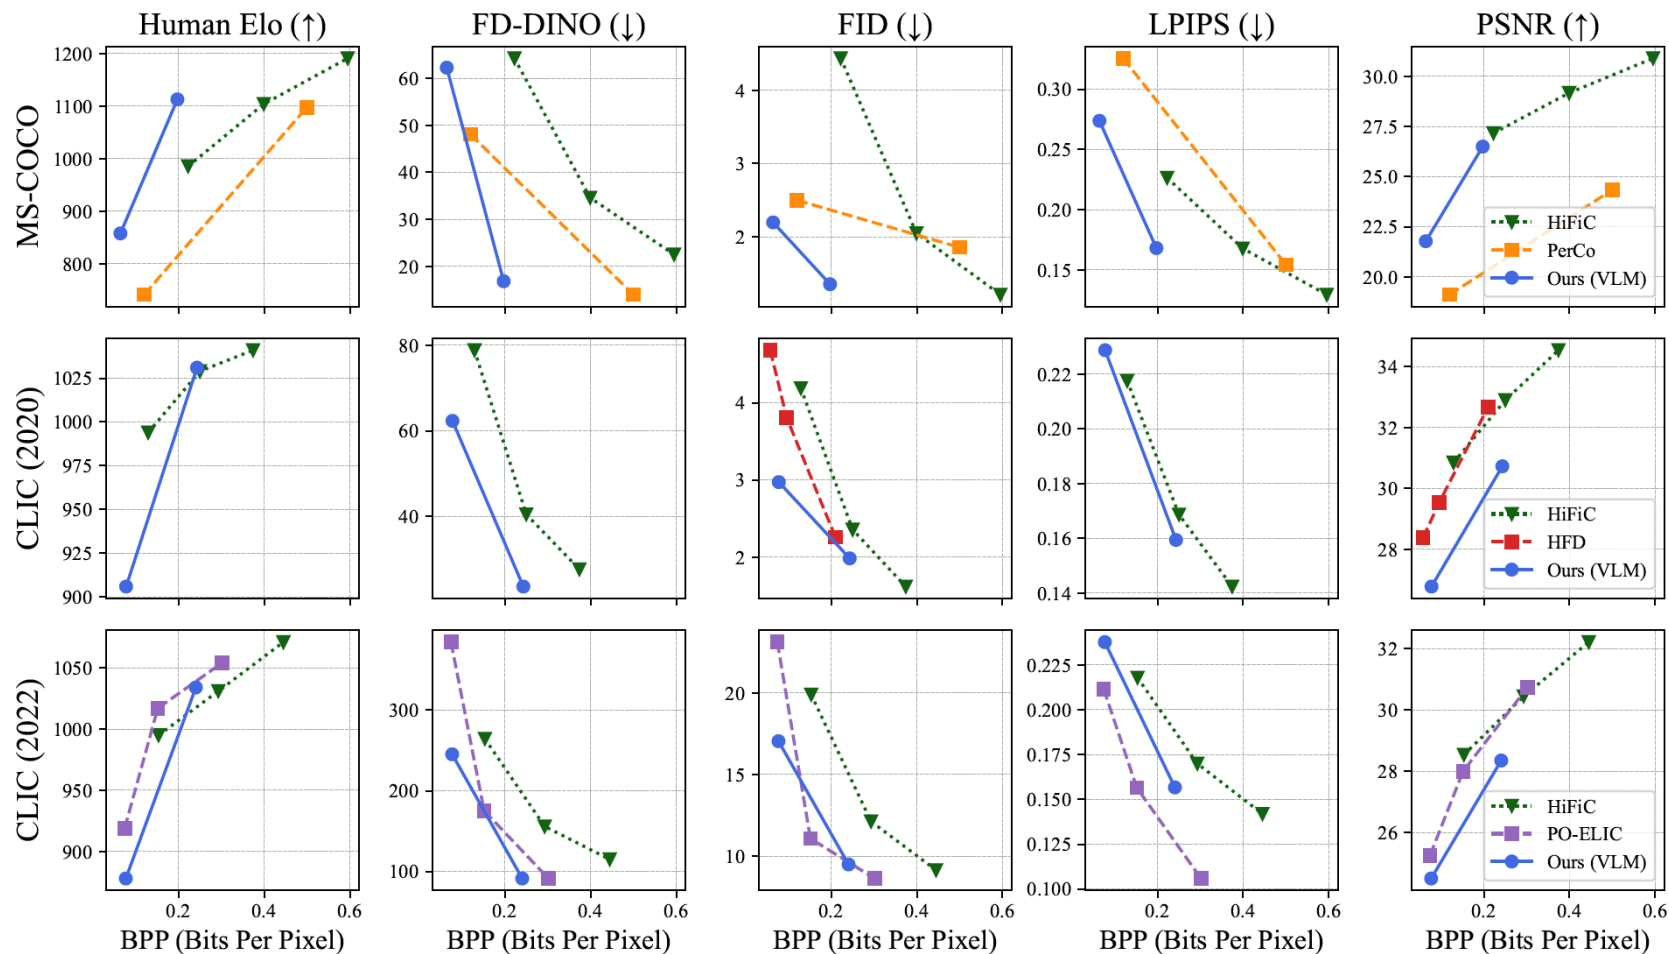 Human Elo (↑)
FD-DINO (↓)
FID (↓)
LPIPS (↓)
PSNR (↑)
MS-COCO
1200
1100
1000
900
800
60
50
40
30
20
4
3
2
0.30
0.25
0.20
0.15
30.0
27.5
25.0
22.5
20.0
HiFiC
PerCo
Ours (VLM)
CLIC (2020)
1025
1000
975
950
925
900
80
60
40
4
3
2
0.22
0.20
0.18
0.16
0.14
34
32
30
28
HiFiC
HFD
Ours (VLM)
CLIC (2022)
1050
1000
950
900
300
200
100
20
15
10
0.225
0.200
0.175
0.150
0.125
0.100
32
30
28
26
HiFiC
PO-ELIC
Ours (VLM)
0.2 0.4 0.6
0.2 0.4 0.6
0.2 0.4 0.6
0.2 0.4 0.6
0.2 0.4 0.6
BPP (Bits Per Pixel)
BPP (Bits Per Pixel)
BPP (Bits Per Pixel)
BPP (Bits Per Pixel)
BPP (Bits Per Pixel)